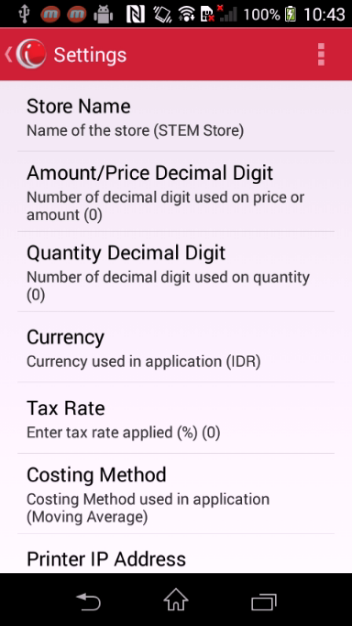 100% 10:43
Settings
Store Name
Name of the store (STEM Store)
Amount/Price Decimal Digit
Number of decimal digit used on price or
amount (0)
Quantity Decimal Digit
Number of decimal digit used on quantity
(0)
Currency
Currency used in application (IDR)
Tax Rate
Enter tax rate applied (%) (0)
Costing Method
Costing Method used in application
(Moving Average)
Printer IP Address